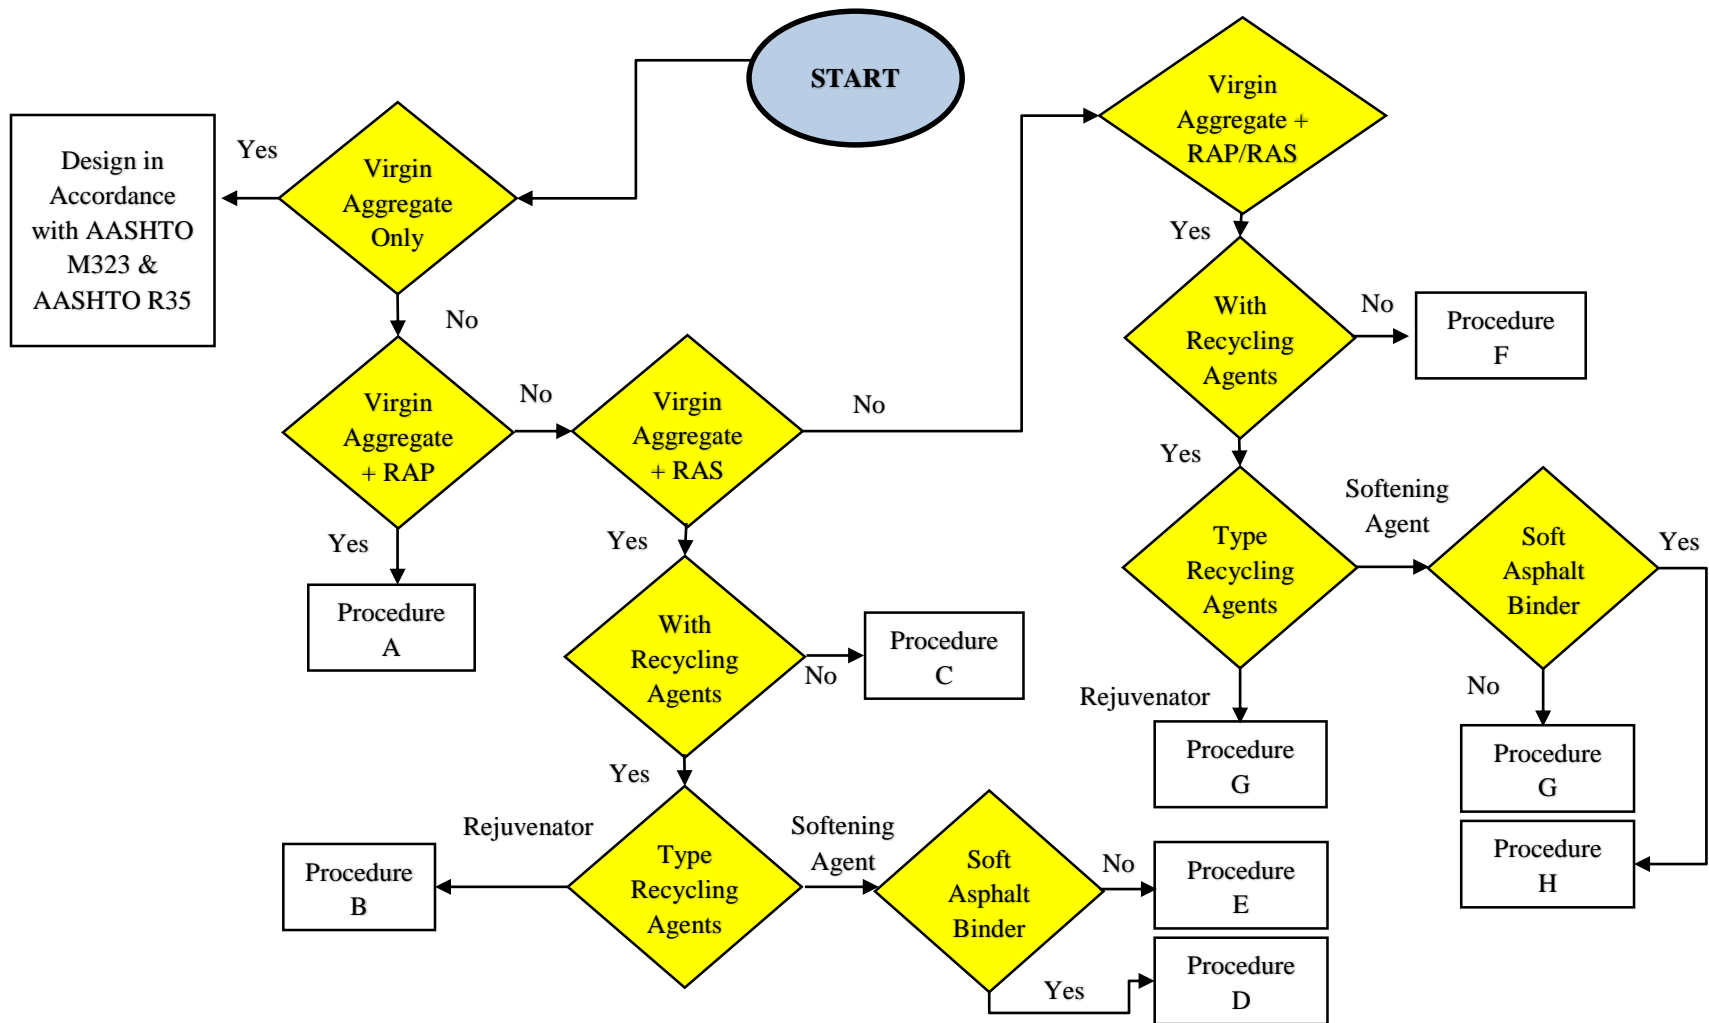 START
Virgin
Aggregate +
RAP/RAS
Design in
Accordance
with AASHTO
M323 &
AASHTO R35
Yes
Virgin
Aggregate
Only
No
Yes
With
Recycling
Agents
No
Procedure
F
Virgin
Aggregate
+ RAP
No
Virgin
Aggregate
+ RAS
No
Yes
Yes
Yes
Procedure
A
With
Recycling
Agents
No
Procedure
C
Type
Recycling
Agents
Softening
Agent
Soft
Asphalt
Binder
Yes
Rejuvenator
No
Procedure
G
Procedure
G
Procedure
H
Yes
Rejuvenator
Procedure
B
Type
Recycling
Agents
Softening
Agent
Soft
Asphalt
Binder
No
Procedure
E
Yes
Procedure
D